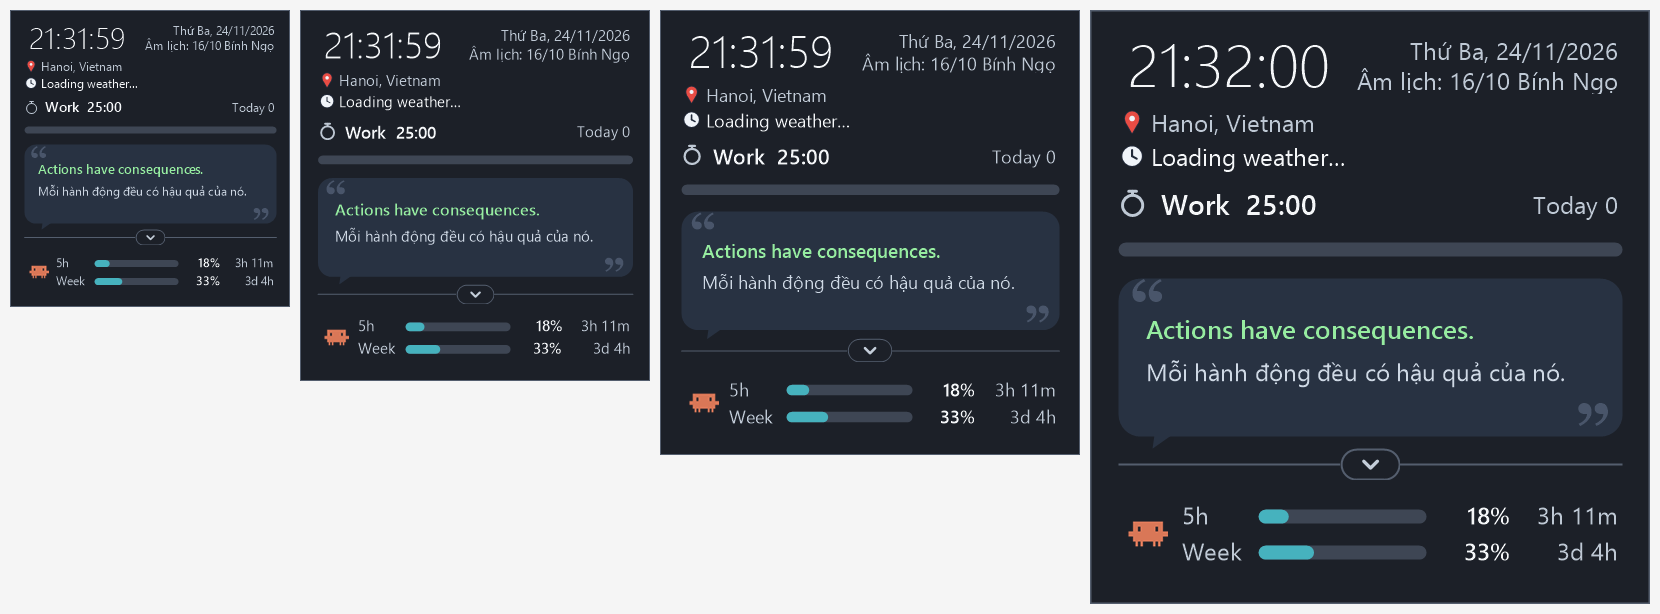 21:31:59
Thứ Ba, 24/11/2026
Âm lịch: 16/10 Bính Ngọ
Hanoi, Vietnam
Loading weather...
Work 25:00
Today 0
“
Actions have consequences.
Mỗi hành động đều có hậu quả của nó.
”
5h 18% 3h 11m
Week 33% 3d 4h
21:31:59
Thứ Ba, 24/11/2026
Âm lịch: 16/10 Bính Ngọ
Hanoi, Vietnam
Loading weather...
Work 25:00
Today 0
“
Actions have consequences.
Mỗi hành động đều có hậu quả của nó.
”
5h 18% 3h 11m
Week 33% 3d 4h
21:31:59
Thứ Ba, 24/11/2026
Âm lịch: 16/10 Bính Ngọ
Hanoi, Vietnam
Loading weather...
Work 25:00
Today 0
“
Actions have consequences.
Mỗi hành động đều có hậu quả của nó.
”
5h 18% 3h 11m
Week 33% 3d 4h
21:32:00
Thứ Ba, 24/11/2026
Âm lịch: 16/10 Bính Ngọ
Hanoi, Vietnam
Loading weather...
Work 25:00
Today 0
“
Actions have consequences.
Mỗi hành động đều có hậu quả của nó.
”
5h 18% 3h 11m
Week 33% 3d 4h